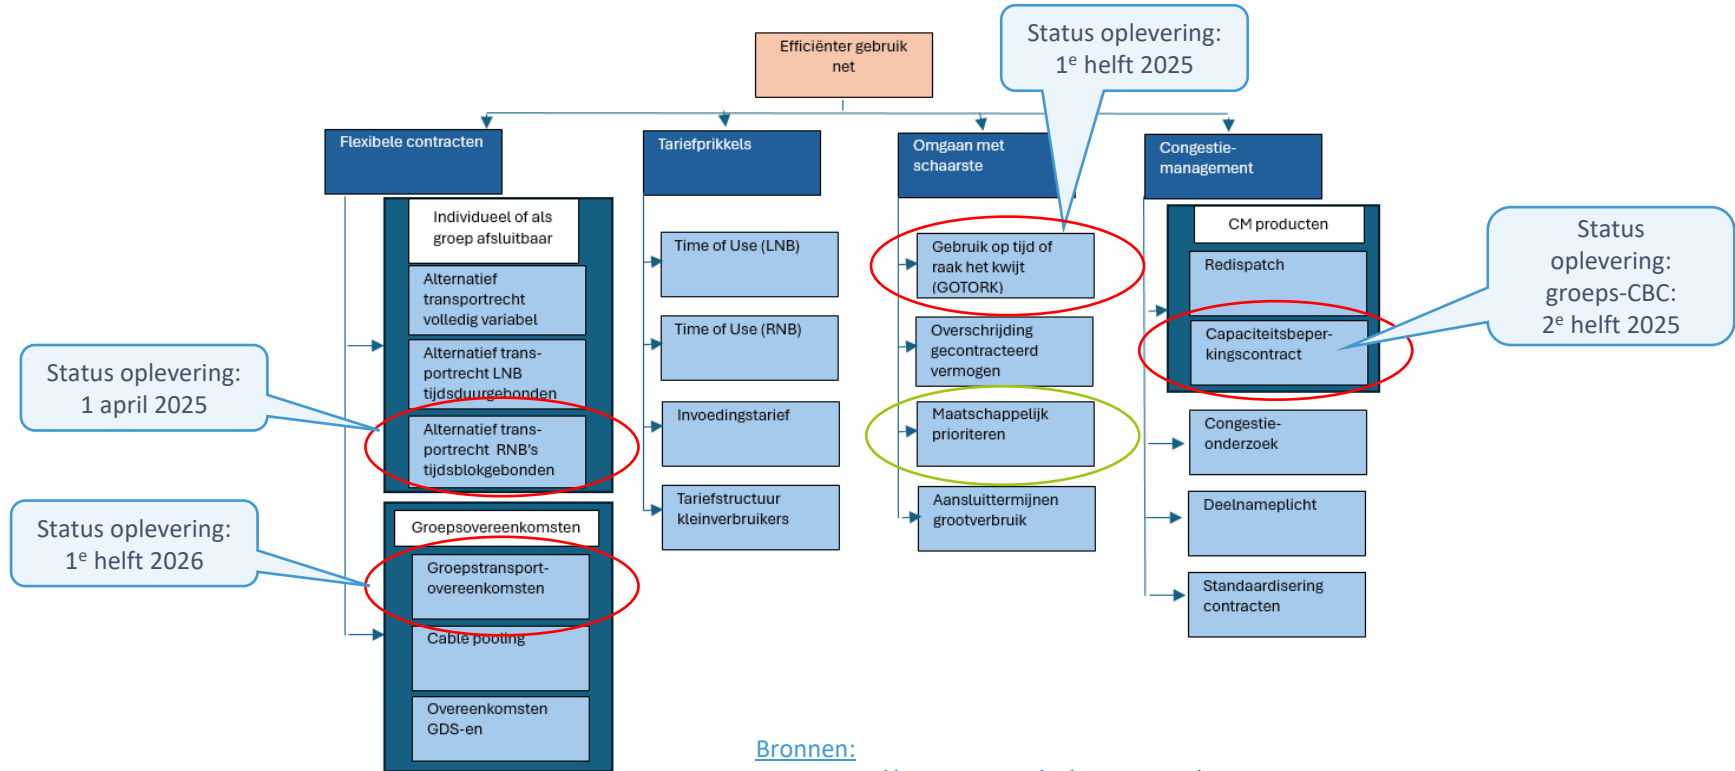 Status oplevering:
1e helft 2025
Efficiënter gebruik
net
Flexibele contracten
Tariefprikkels
Omgaan met
schaarste
Congestie-
management
Individueel of als
groep afsluitbaar
Alternatief
transportrecht
volledig variabel
Alternatief trans-
portrecht LNB
tijdsduurgebonden
Alternatief trans-
portrecht RNB's
tijdsblokgebonden
Status oplevering:
1 april 2025
Groepsovereenkomsten
Groepstransport-
overeenkomsten
Cable pooling
Overeenkomsten
GDS-en
Status oplevering:
1e helft 2026
Time of Use (LNB)
Time of Use (RNB)
Invoedingstarief
Tariefstructuur
kleinverbruikers
Gebruik op tijd of
raak het kwijt
(GOTORK)
Overschrijding
gecontracteerd
vermogen
Maatschappelijk
prioriteren
Aansluittermijnen
grootverbruik
CM producten
Redispatch
Capaciteitsbeper-
kingscontract
Status
oplevering:
groeps-CBC:
2e helft 2025
Congestie-
onderzoek
Deelnameplicht
Standaardisering
contracten
Bronnen: